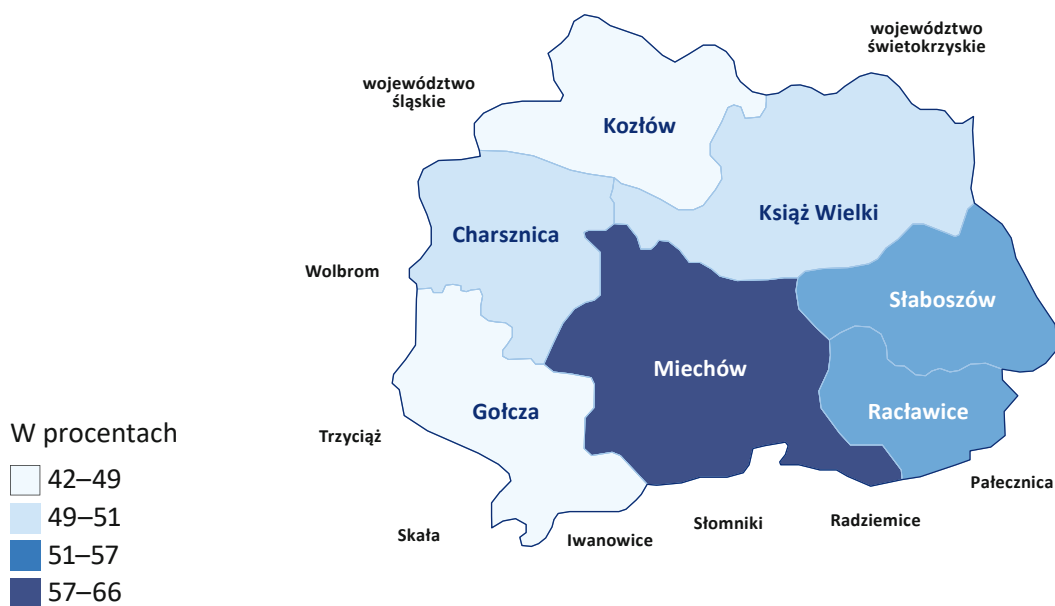 województwo
świetokrzyskie
województwo
śląskie
Kozłów
Książ Wielki
Charsznica
Wolbrom
Słaboszów
Miechów
Gołcza
Racławice
Trzyciąż
Pałecznica
Skała
Iwanowice
Słomniki
Radziemice
W procentach
42–49
49–51
51–57
57–66